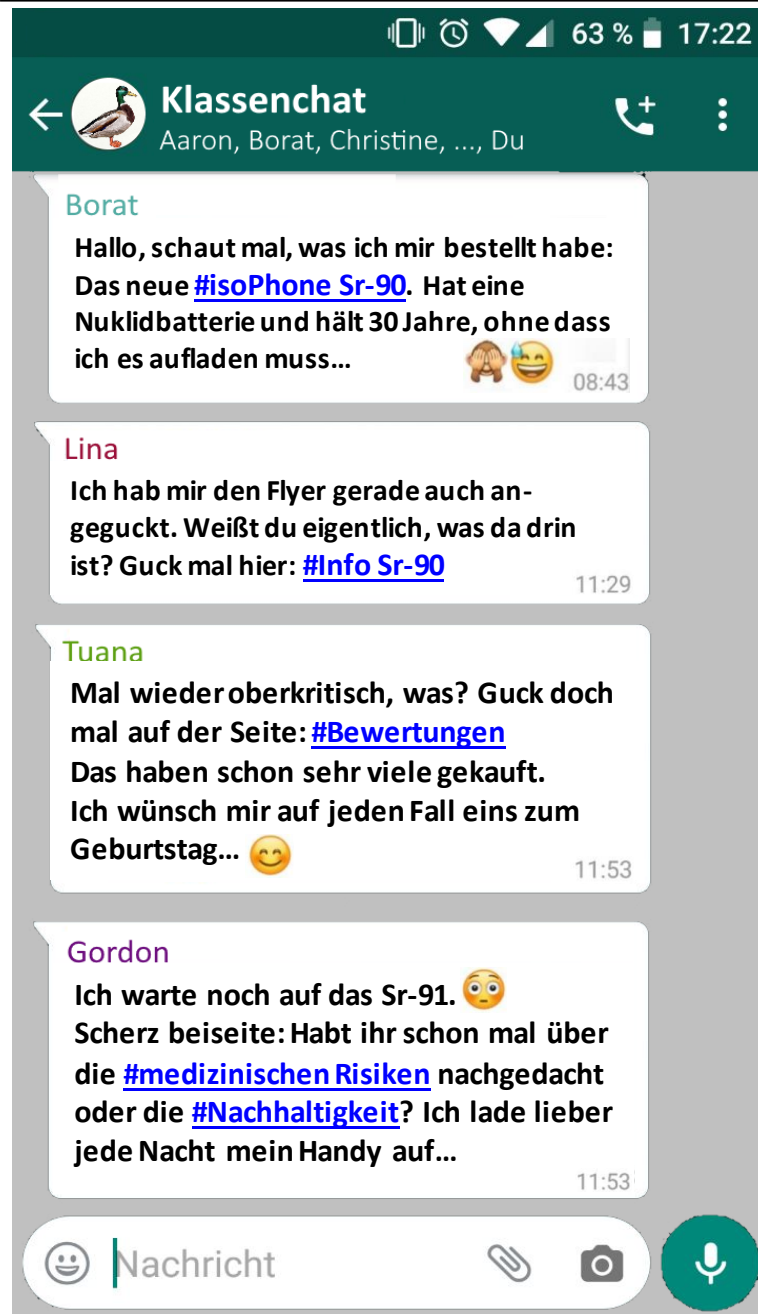 63 % 17:22
Klassenchat
Aaron, Borat, Christine, ..., Du
Borat
Hallo, schaut mal, was ich mir bestellt habe:
Das neue #isoPhone Sr-90. Hat eine
Nuklidbatterie und hält 30 Jahre, ohne dass
ich es aufladen muss...
08:43
Lina
Ich hab mir den Flyer gerade auch an-
geguckt. Weißt du eigentlich, was da drin
ist? Guck mal hier: #Info Sr-90
11:29
Tuana
Mal wieder oberkritisch, was? Guck doch
mal auf der Seite: #Bewertungen
Das haben schon sehr viele gekauft.
Ich wünsch mir auf jeden Fall eins zum
Geburtstag...
11:53
Gordon
Ich warte noch auf das Sr-91.
Scherz beiseite: Habt ihr schon mal über
die #medizinischen Risiken nachgedacht
oder die #Nachhaltigkeit? Ich lade lieber
jede Nacht mein Handy auf...
11:53
Nachricht